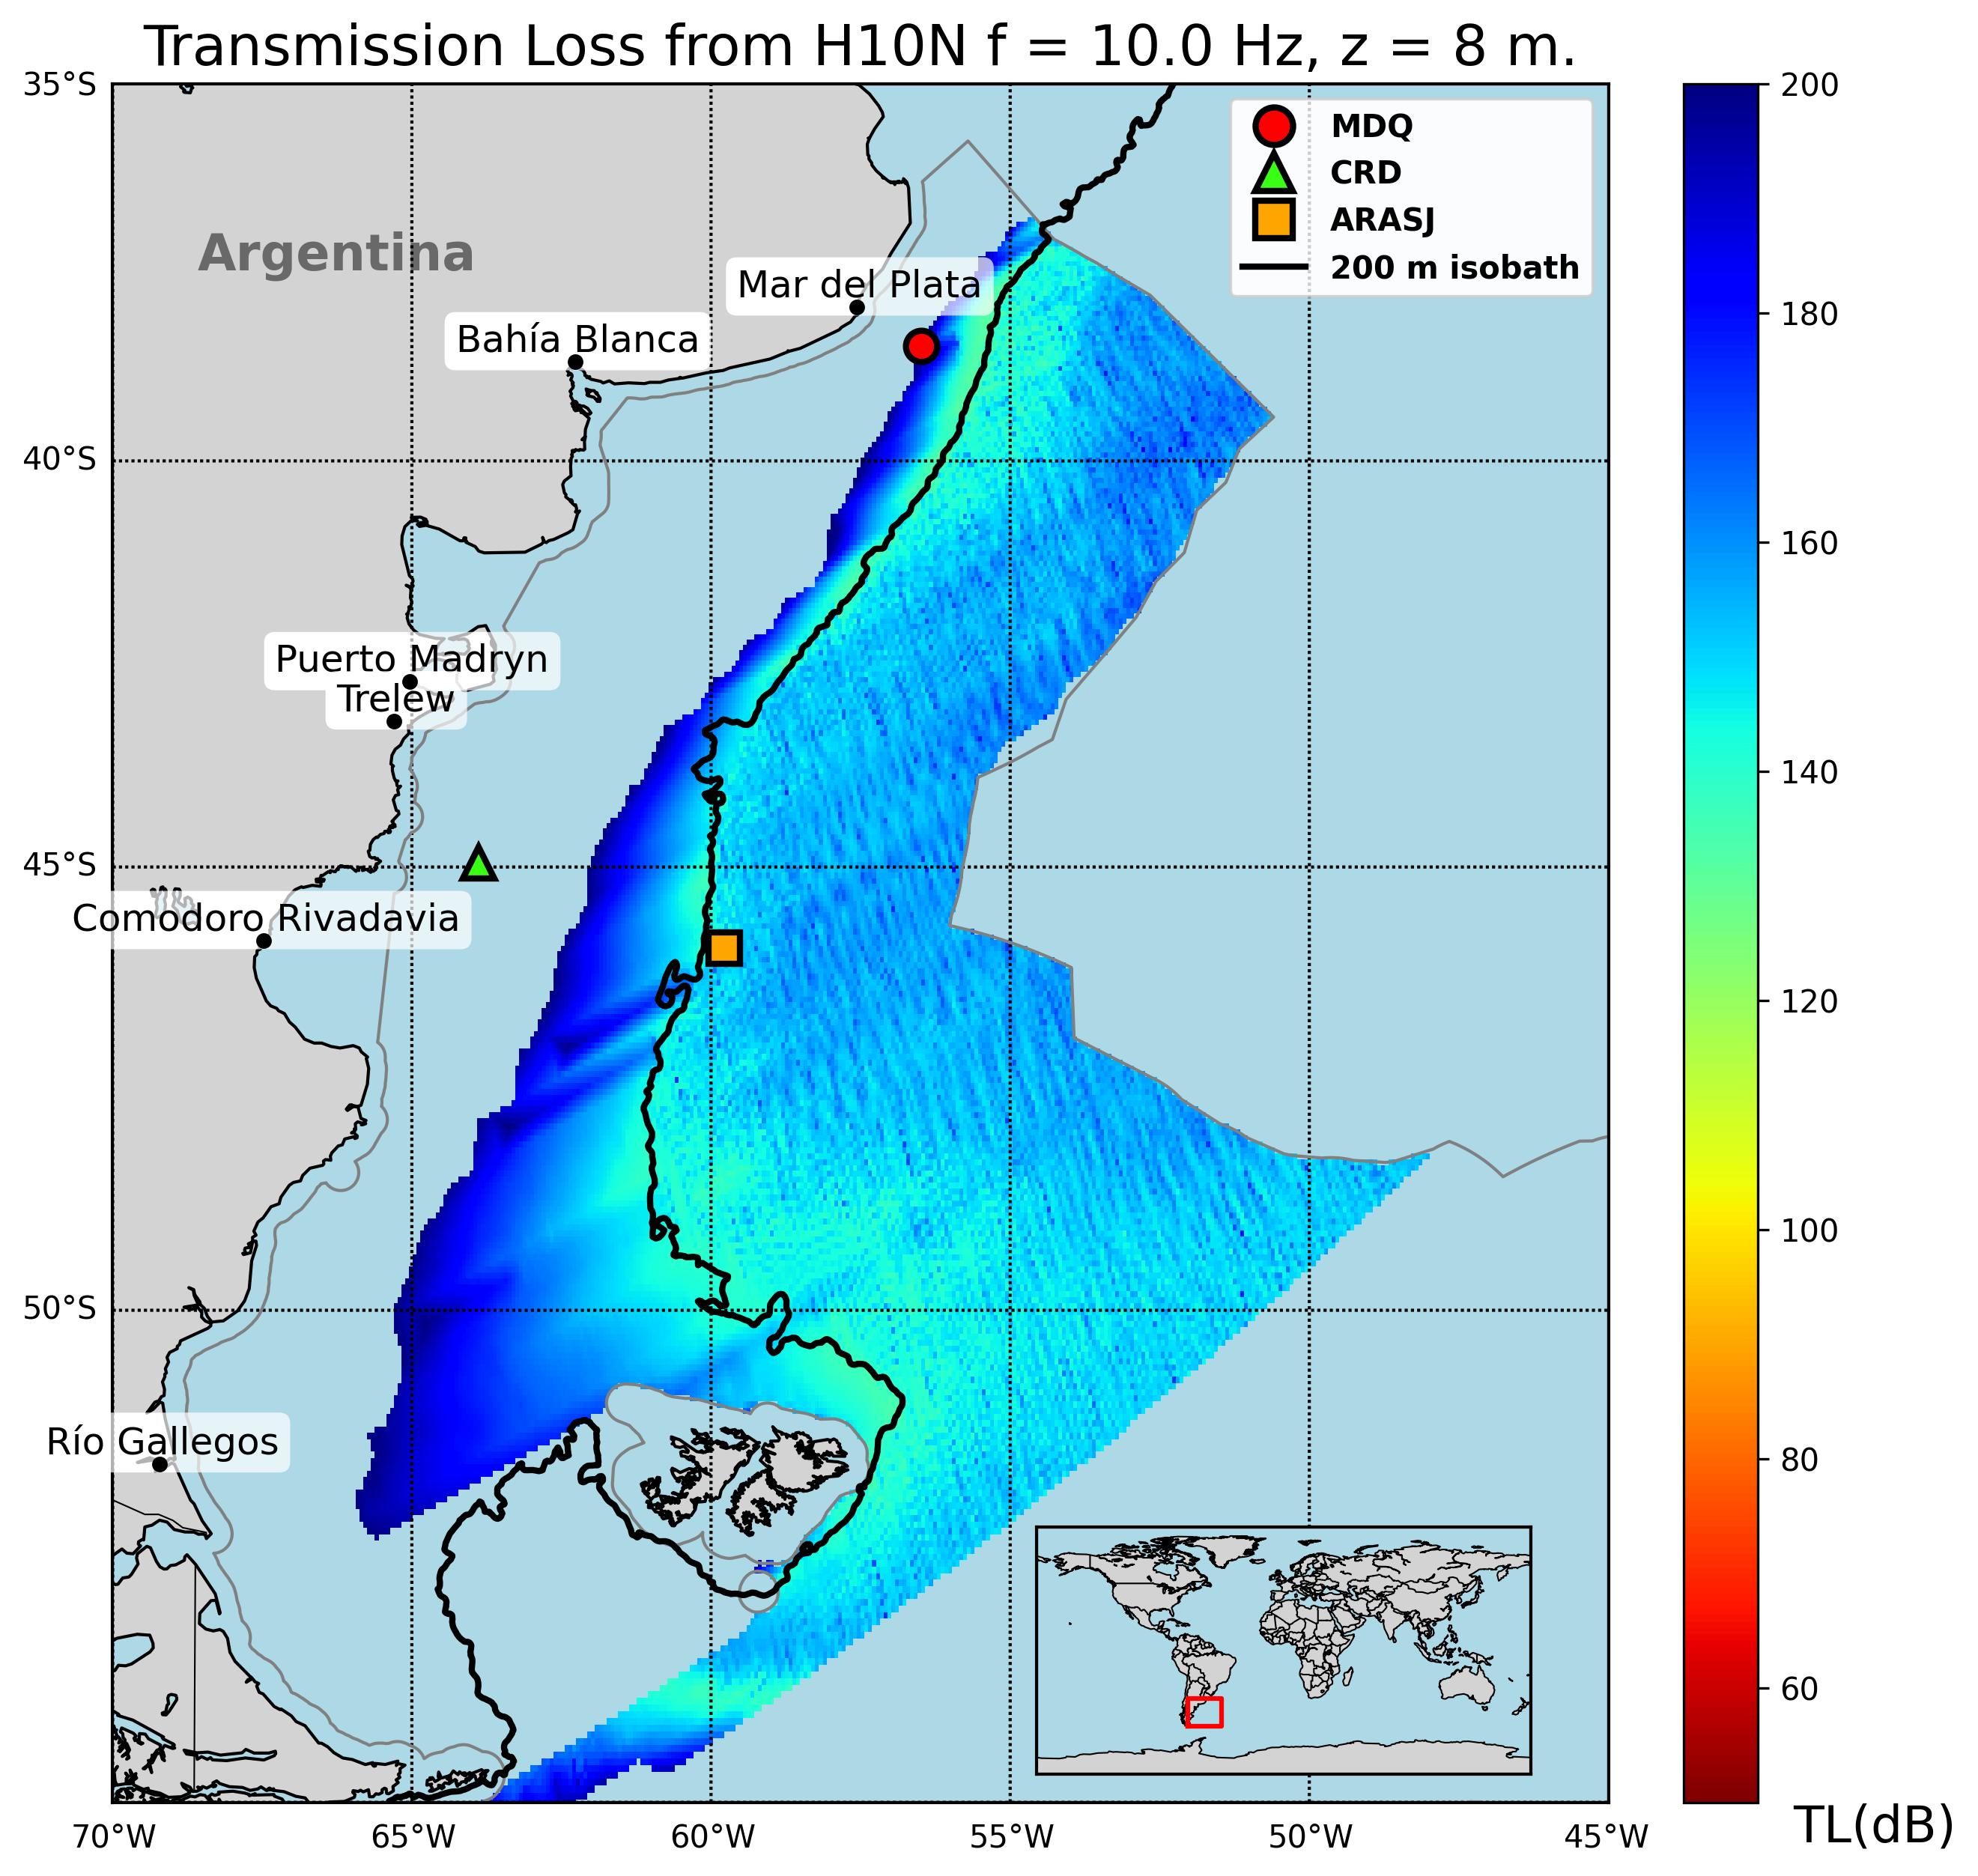 Transmission Loss from H10N f = 10.0 Hz, z = 8 m.
35°S
40°S
45°S
50°S
70°W
65°W
60°W
55°W
50°W
45°W
MDQ
CRD
ARASJ
200 m isobath
Argentina
Mar del Plata
Bahía Blanca
Puerto Madryn
Trelew
Comodoro Rivadavia
Río Gallegos
200
180
160
140
120
100
80
60
TL(dB)